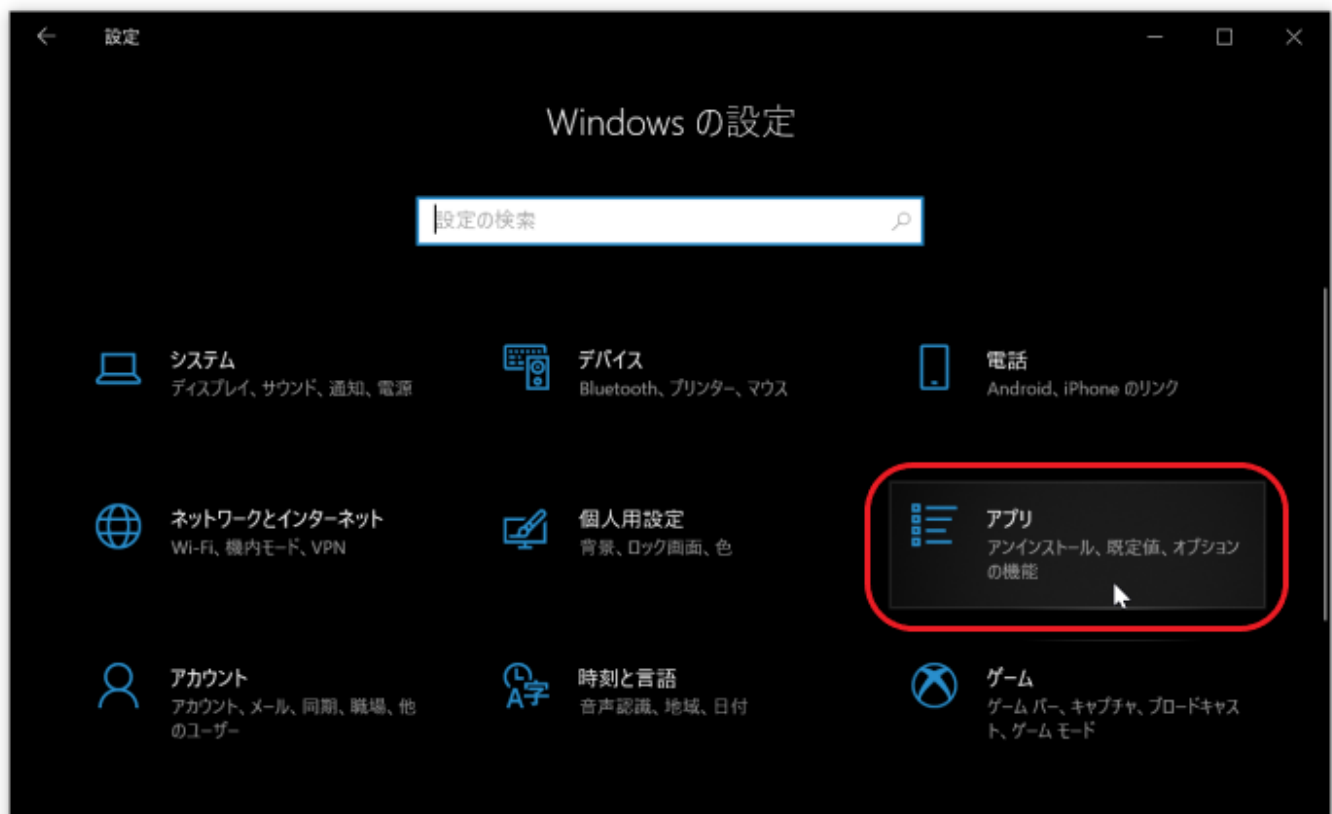 設定
Windows の設定
設定の検索
システム
ディスプレイ、サウンド、通知、電源
デバイス
Bluetooth、プリンター、マウス
電話
Android、iPhone のリンク
ネットワークとインターネット
Wi-Fi、機内モード、VPN
個人用設定
背景、ロック画面、色
アプリ
アンインストール、既定値、オプション
の機能
アカウント
アカウント、メール、同期、職場、他
のユーザー
時刻と言語
音声認識、地域、日付
ゲーム
ゲーム バー、キャプチャ、ブロードキャス
ト、ゲーム モード